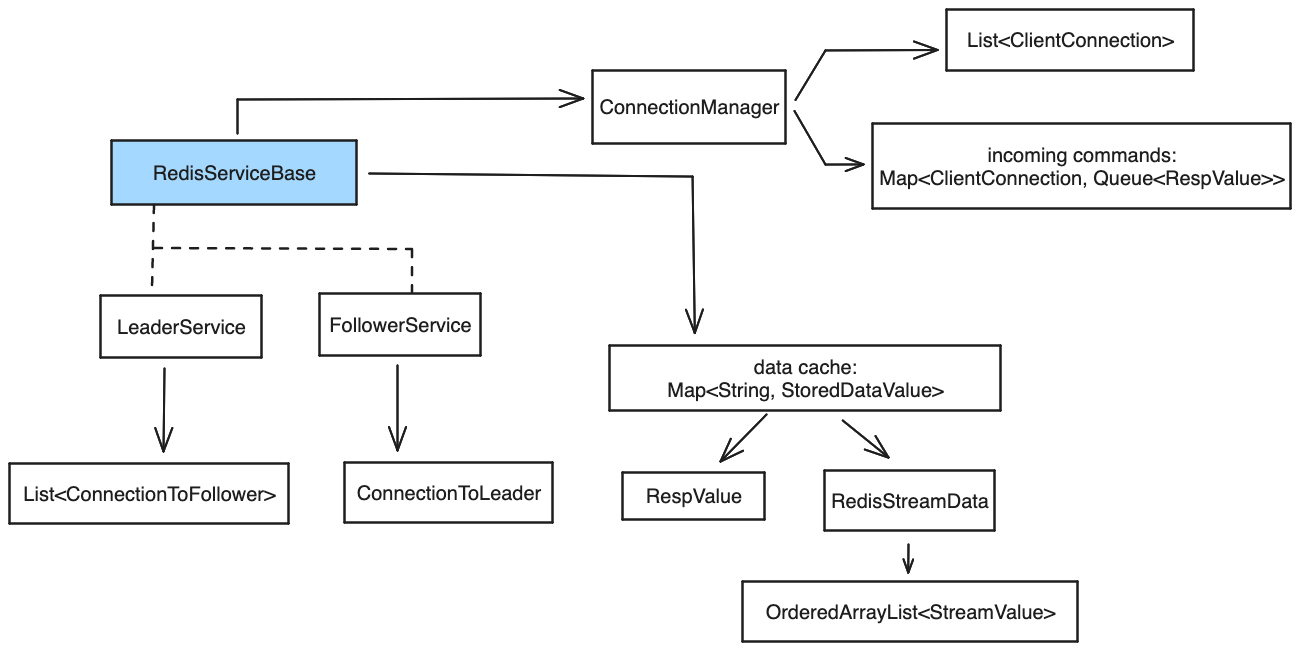 List<ClientConnection>
ConnectionManager
incoming commands:
Map<ClientConnection, Queue<RespValue>>
RedisServiceBase
LeaderService
FollowerService
data cache:
Map<String, StoredDataValue>
List<ConnectionToFollower>
ConnectionToLeader
RespValue
RedisStreamData
OrderedArrayList<StreamValue>